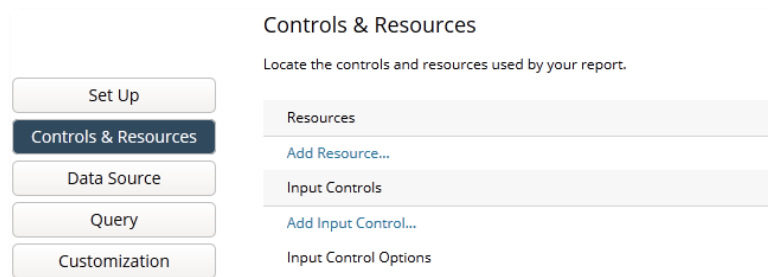 Controls & Resources
Locate the controls and resources used by your report.
Set Up
Controls & Resources
Data Source
Query
Customization
Resources
Add Resource...
Input Controls
Add Input Control...
Input Control Options